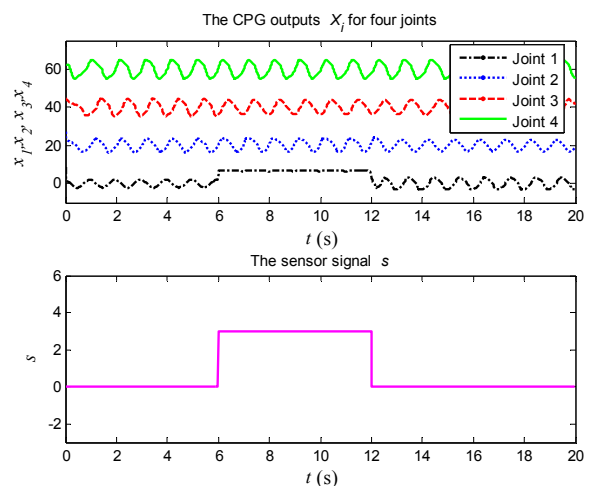 The CPG outputs X_i for four joints
x_1,x_2, x_3,x_4
60
40
20
0
Joint 1
Joint 2
Joint 3
Joint 4
0 2 4 6 8 10 12 14 16 18 20
t (s)
The sensor signal s
s
6
4
2
0
-2
0 2 4 6 8 10 12 14 16 18 20
t (s)